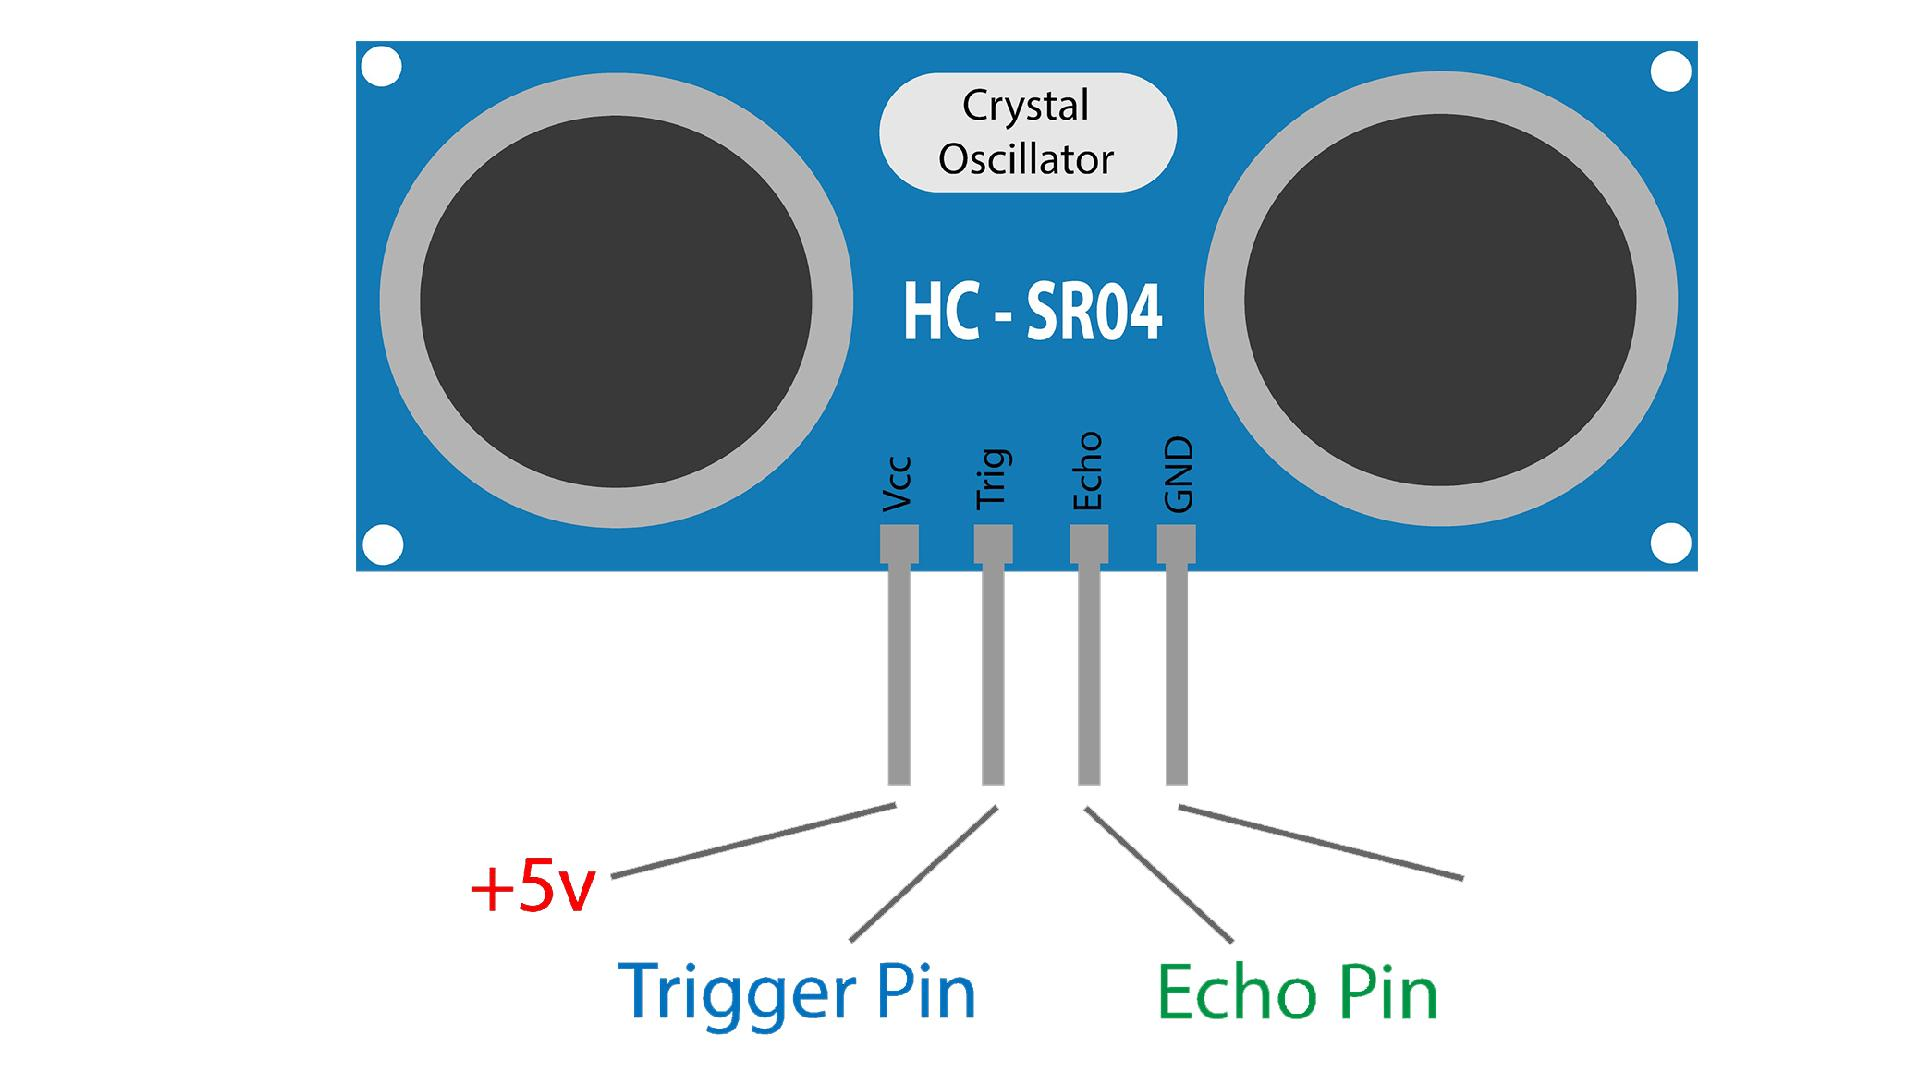 Crystal
Oscillator
HC - SR04
Vcc
Trig
Echo
GND
+5v
Trigger Pin
Echo Pin